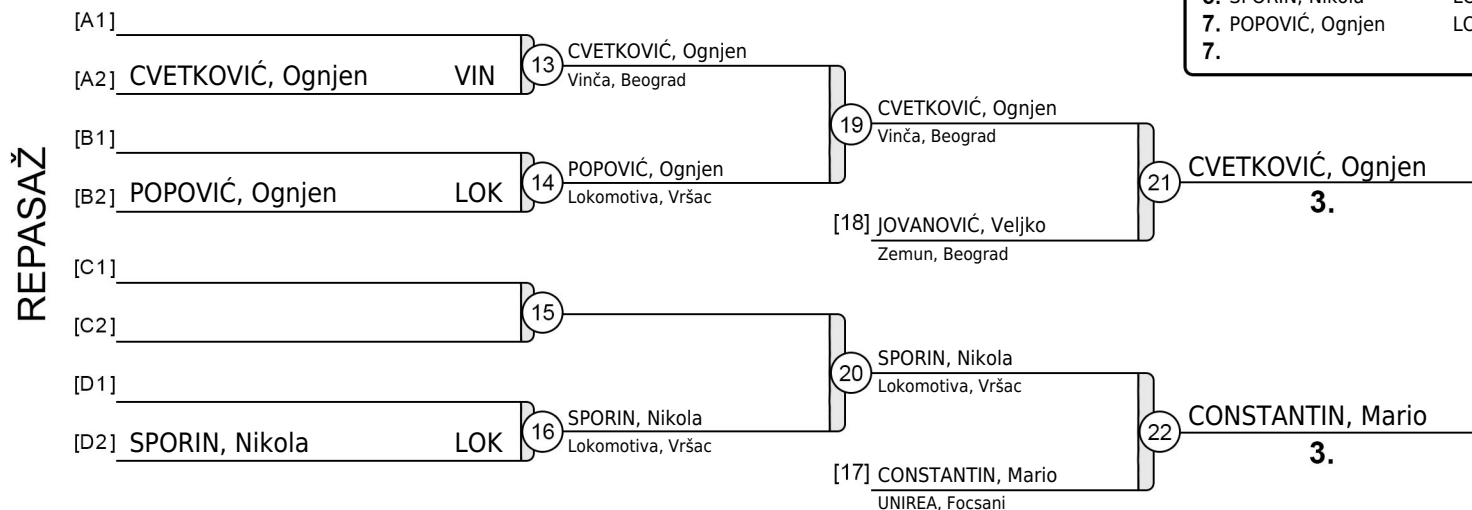 5. SPORIN, Nikola LO
7. POPOVIĆ, Ognjen LO
7.
REPASAŽ
[A1]
[A2] CVETKOVIĆ, Ognjen VIN
13 CVETKOVIĆ, Ognjen
Vinča, Beograd
[B1]
[B2] POPOVIĆ, Ognjen LOK
14 POPOVIĆ, Ognjen
Lokomotiva, Vršac
19 CVETKOVIĆ, Ognjen
Vinča, Beograd
[18] JOVANOVIĆ, Veljko
Zemun, Beograd
21 CVETKOVIĆ, Ognjen
3.
[C1]
[C2]
15
[D1]
[D2] SPORIN, Nikola LOK
16 SPORIN, Nikola
Lokomotiva, Vršac
20 SPORIN, Nikola
Lokomotiva, Vršac
[17] CONSTANTIN, Mario
UNIREA, Focsani
22 CONSTANTIN, Mario
3.